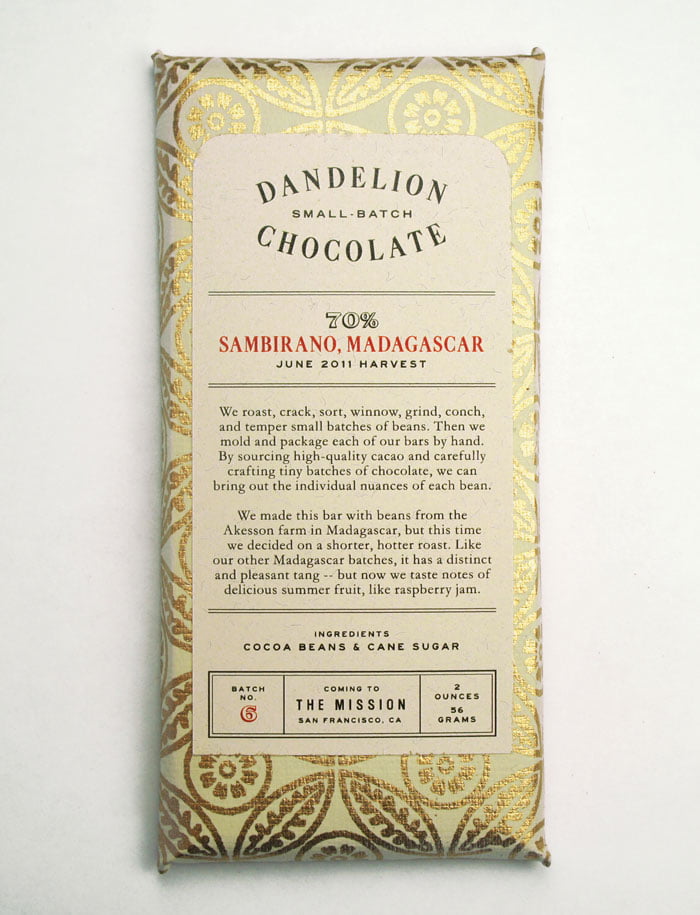 DANDELION
SMALL-BATCH
CHOCOLATE
70%
SAMBIRANO, MADAGASCAR
JUNE 2011 HARVEST
We roast, crack, sort, winnow, grind, conch,
and temper small batches of beans. Then we
mold and package each of our bars by hand.
By sourcing high-quality cacao and carefully
crafting tiny batches of chocolate, we can
bring out the individual nuances of each bean.
We made this bar with beans from the
Akesson farm in Madagascar, but this time
we decided on a shorter, hotter roast. Like
our other Madagascar batches, it has a distinct
and pleasant tang -- but now we taste notes of
delicious summer fruit, like raspberry jam.
INGREDIENTS
COCOA BEANS & CANE SUGAR
BATCH
NO.
6
COMING TO
THE MISSION
SAN FRANCISCO, CA
2
OUNCES
56
GRAMS